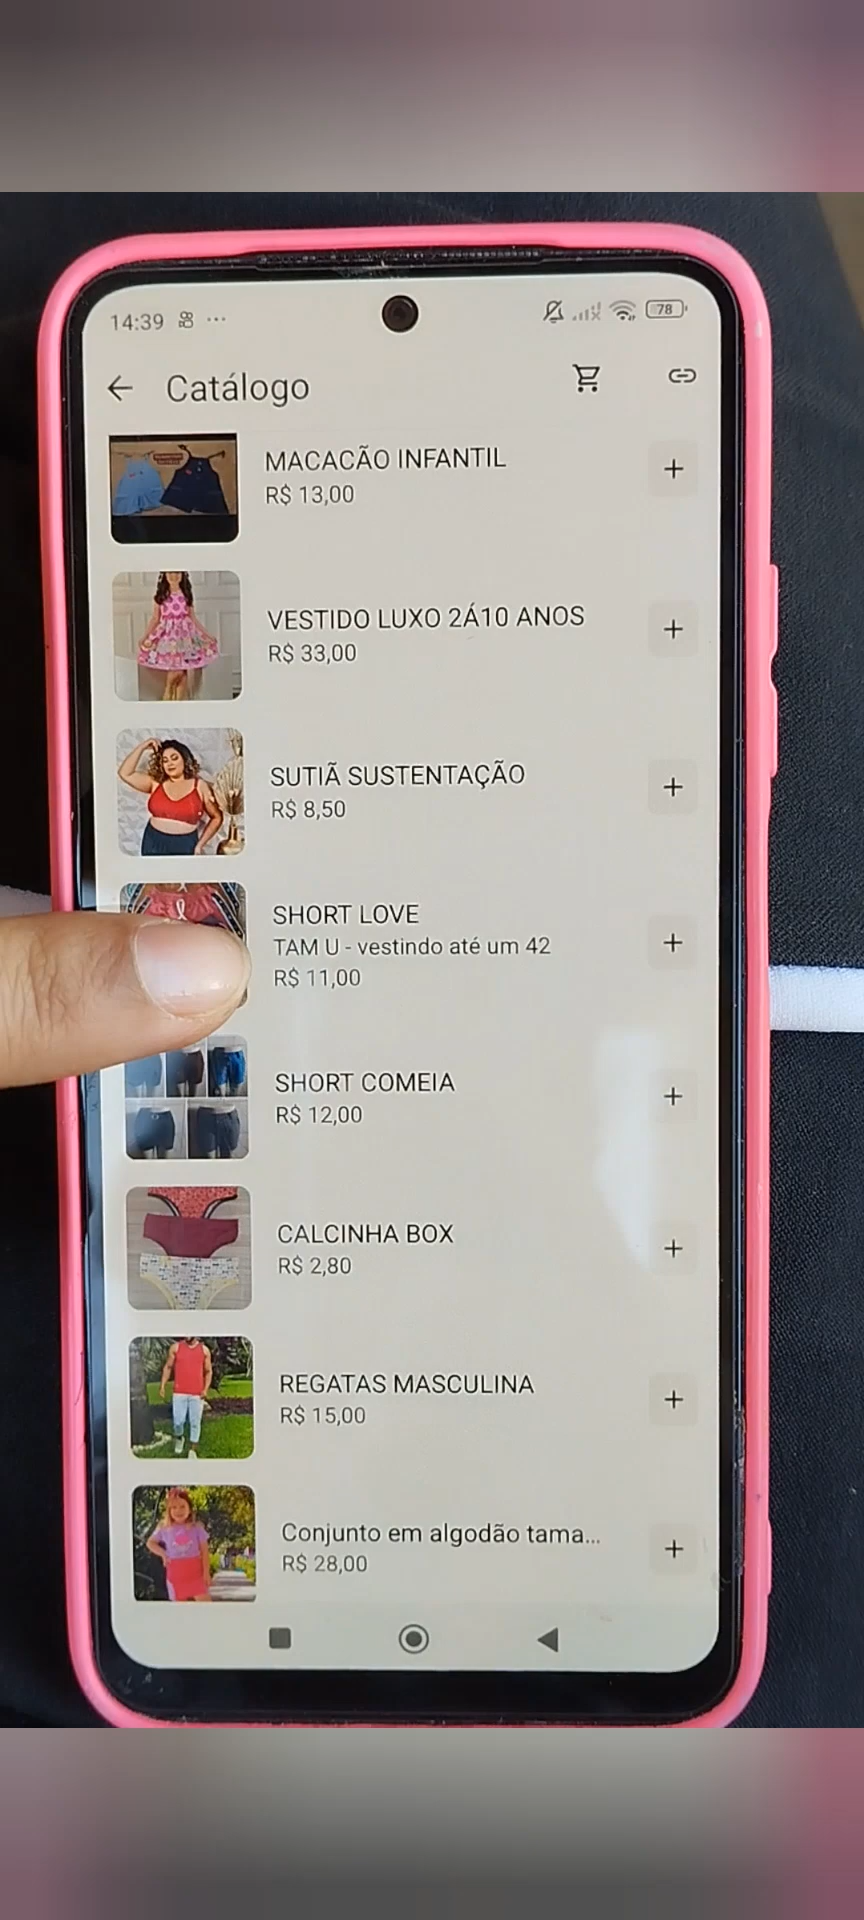 14:39
78
Catálogo
MACACÃO INFANTIL
R$ 13,00
VESTIDO LUXO 2Á10 ANOS
R$ 33,00
SUTIÃ SUSTENTAÇÃO
R$ 8,50
SHORT LOVE
TAM U - vestindo até um 42
R$ 11,00
SHORT COMEIA
R$ 12,00
CALCINHA BOX
R$ 2,80
REGATAS MASCULINA
R$ 15,00
Conjunto em algodão tama...
R$ 28,00